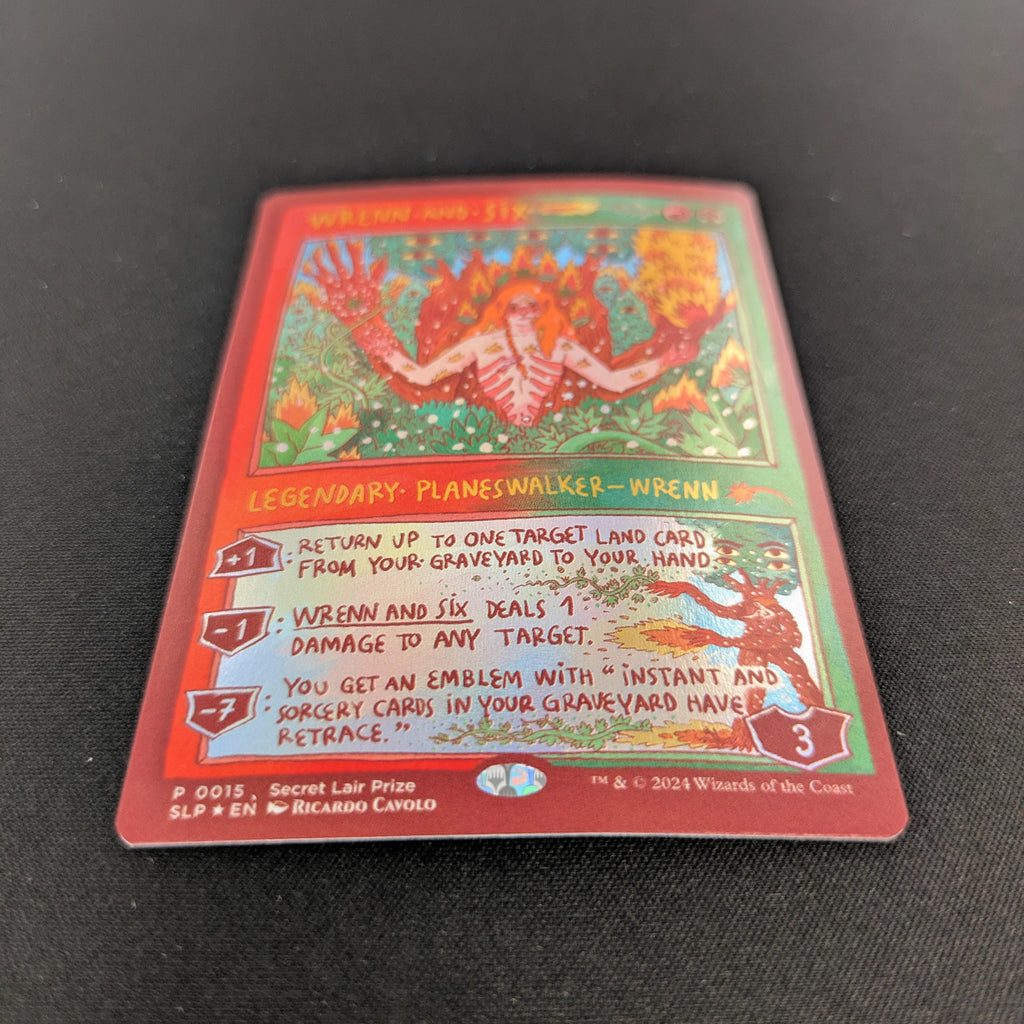 WRENN AND SIX
LEGENDARY PLANESWALKER – WRENN
+1: RETURN UP TO ONE TARGET LAND CARD
FROM YOUR GRAVEYARD TO YOUR HAND.
-1: WRENN AND SIX DEALS 1
DAMAGE TO ANY TARGET.
-7: YOU GET AN EMBLEM WITH "INSTANT AND
SORCERY CARDS IN YOUR GRAVEYARD HAVE
RETRACE."
3
P 0015 Secret Lair Prize
SLP ★ EN RICARDO CAVOLO
™ & © 2024 Wizards of the Coast